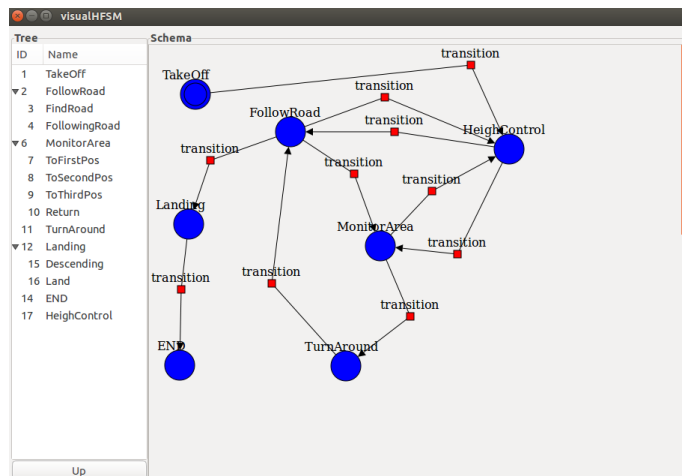 visualHFSM
Tree
ID Name
1 TakeOff
2 FollowRoad
3 FindRoad
4 FollowingRoad
6 MonitorArea
7 ToFirstPos
8 ToSecondPos
9 ToThirdPos
10 Return
11 TurnAround
12 Landing
15 Descending
16 Land
14 END
17 HeighControl
Up
Schema
transition
TakeOff
transition
FollowRoad
transition
HeighControl
transition
transition
transition
Landing
MonitorArea
transition
transition
transition
transition
END
TurnAround